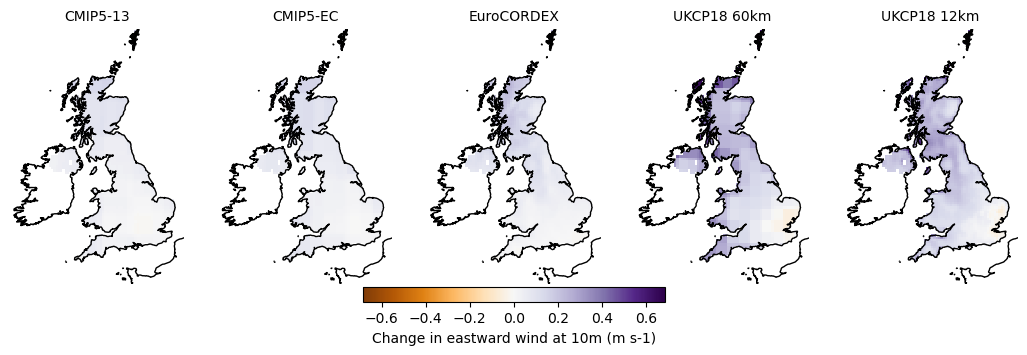 CMIP5-13 CMIP5-EC EuroCORDEX UKCP18 60km UKCP18 12km
−0.6 −0.4 −0.2 0.0 0.2 0.4 0.6
Change in eastward wind at 10m (m s-1)